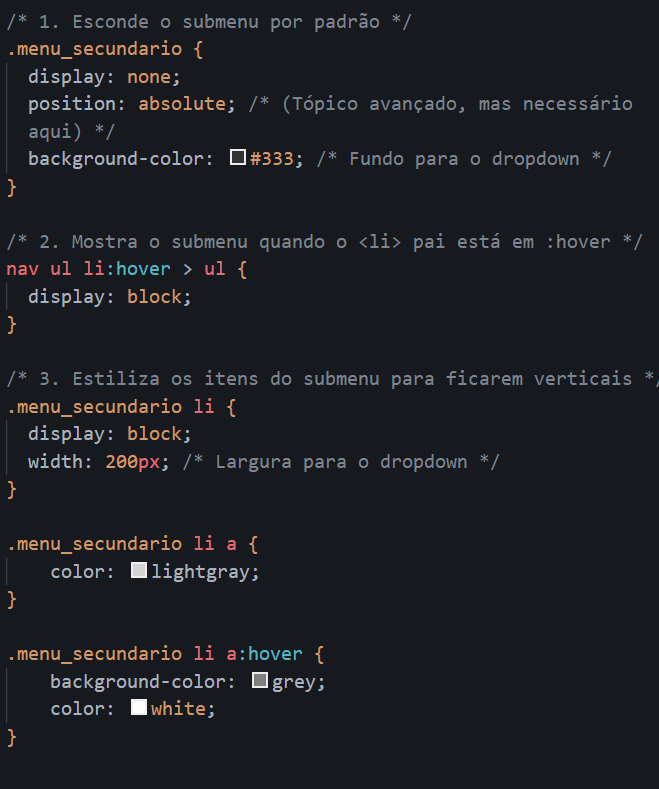 /* 1. Esconde o submenu por padrão */
.menu_secundario {
  display: none;
  position: absolute; /* (Tópico avançado, mas necessário
  aqui) */
  background-color: #333; /* Fundo para o dropdown */
}

/* 2. Mostra o submenu quando o <li> pai está em :hover */
nav ul li:hover > ul {
  display: block;
}

/* 3. Estiliza os itens do submenu para ficarem verticais */
.menu_secundario li {
  display: block;
  width: 200px; /* Largura para o dropdown */
}

.menu_secundario li a {
    color: lightgray;
}

.menu_secundario li a:hover {
    background-color: grey;
    color: white;
}